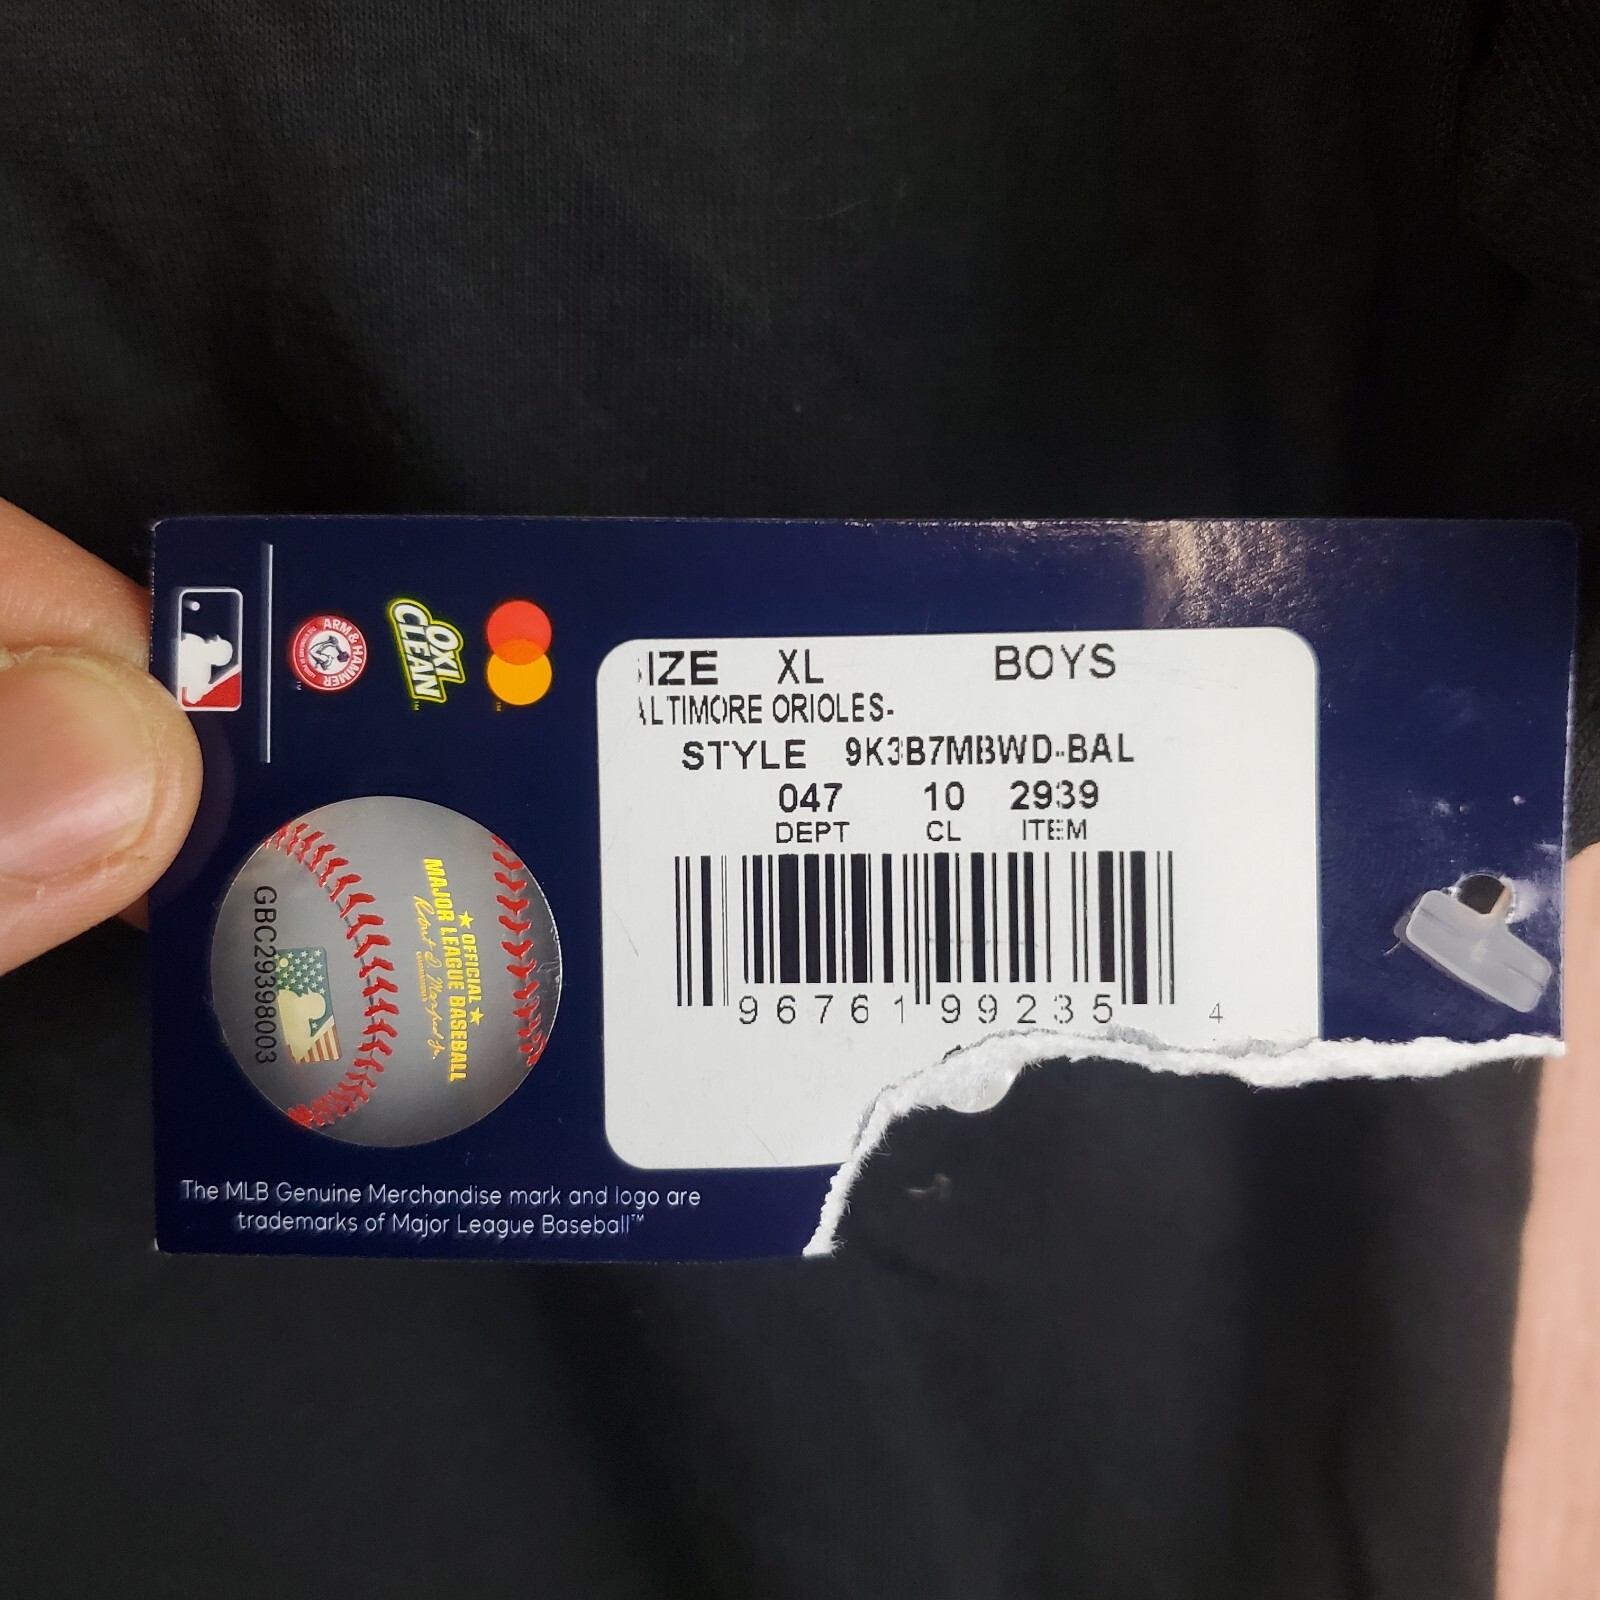 IZE XL BOYS
ALTIMORE ORIOLES-
STYLE 9K3B7MBWD-BAL
047 10 2939
DEPT CL ITEM
96761 99235 4
ARM & HAMMER
OXI
CLEAN
GBC29398003
★ OFFICIAL ★
MAJOR LEAGUE BASEBALL
The MLB Genuine Merchandise mark and logo are
trademarks of Major League Baseball™